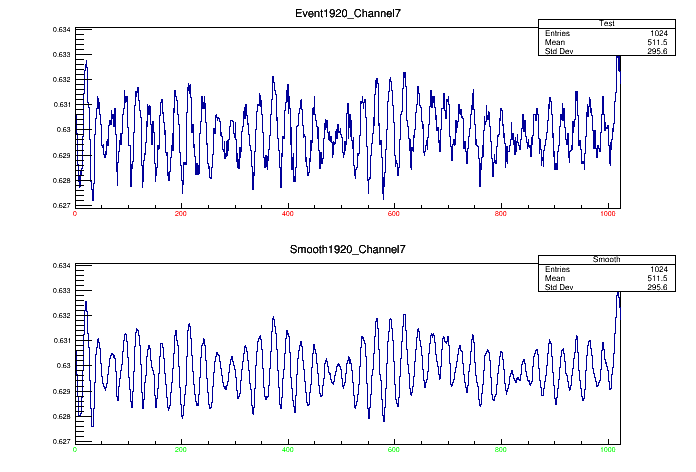 Event1920_Channel7
Test
Entries 1024
Mean 511.5
Std Dev 295.6
0.634
0.633
0.632
0.631
0.63
0.629
0.628
0.627
0 200 400 600 800 1000
Smooth1920_Channel7
Smooth
Entries 1024
Mean 511.5
Std Dev 295.6
0.634
0.633
0.632
0.631
0.63
0.629
0.628
0.627
0 200 400 600 800 1000